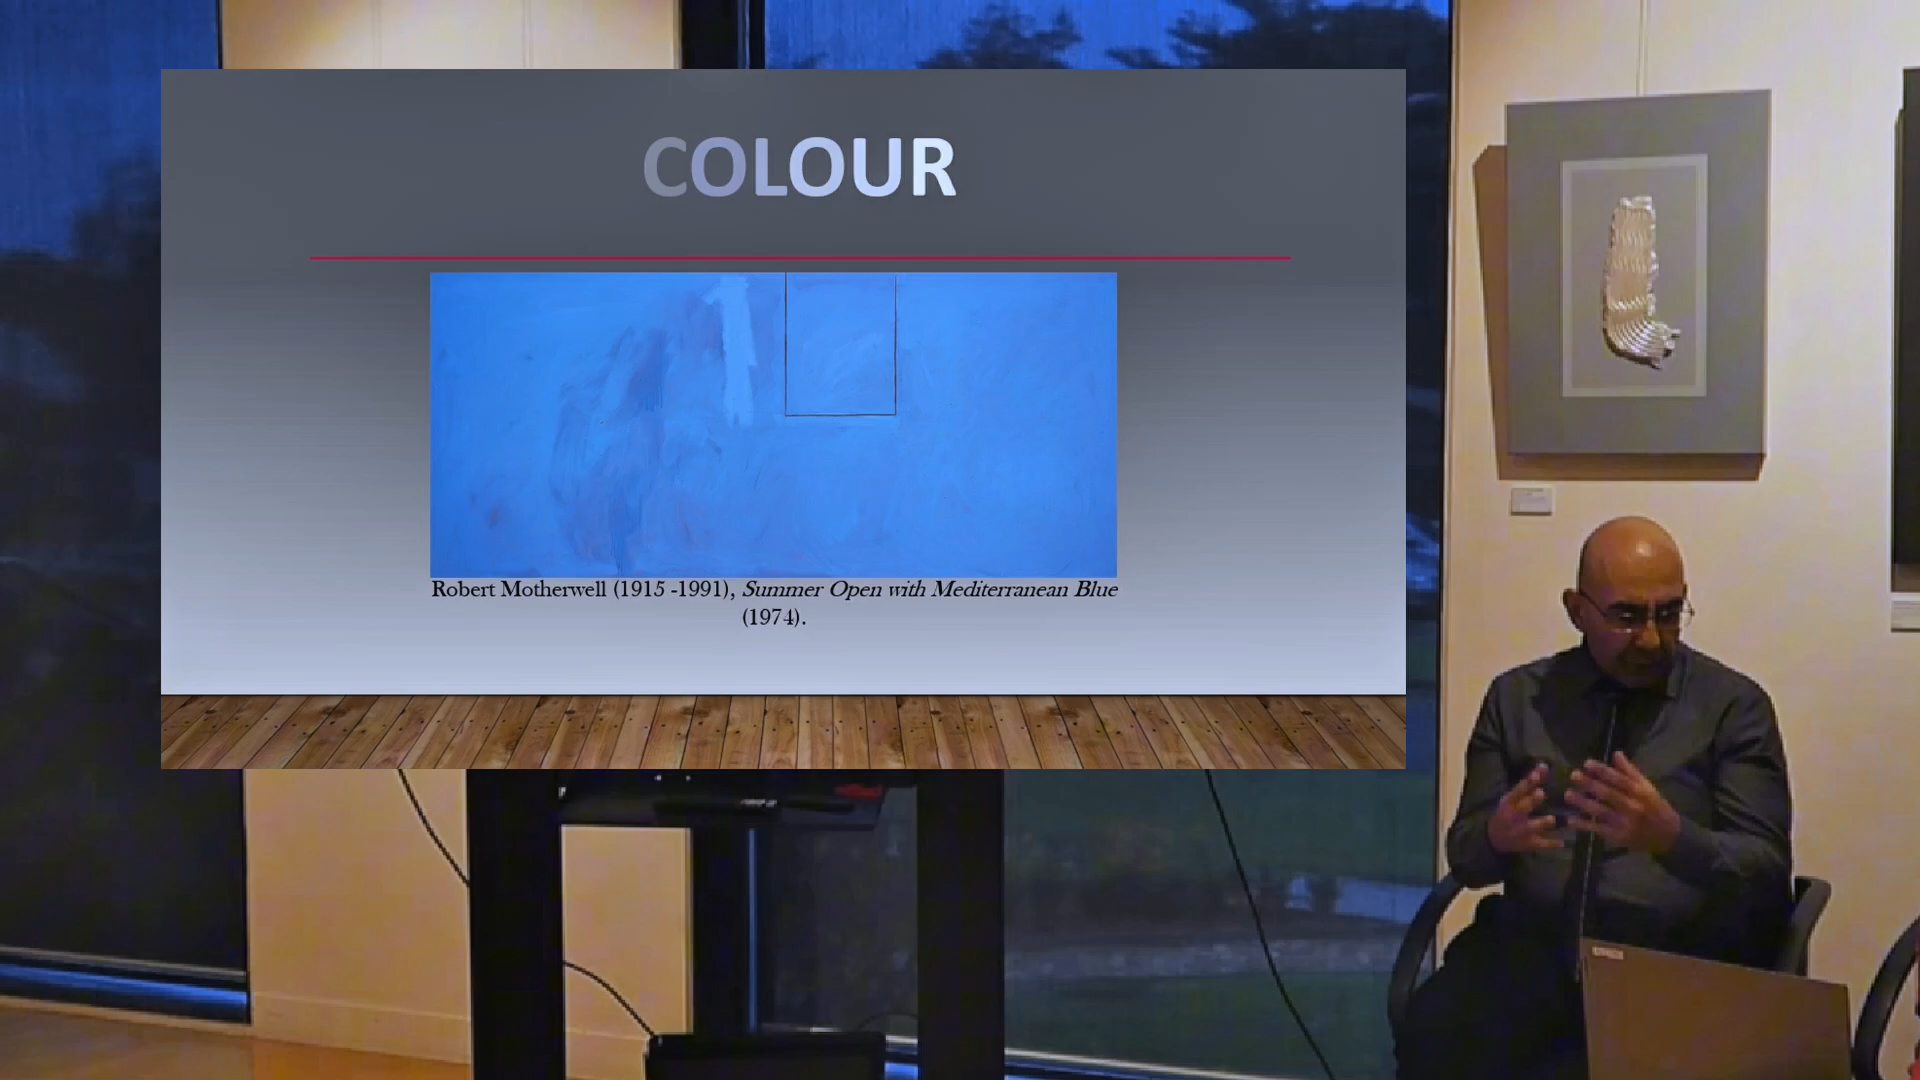 COLOUR
Robert Motherwell (1915 -1991), Summer Open with Mediterranean Blue
(1974).